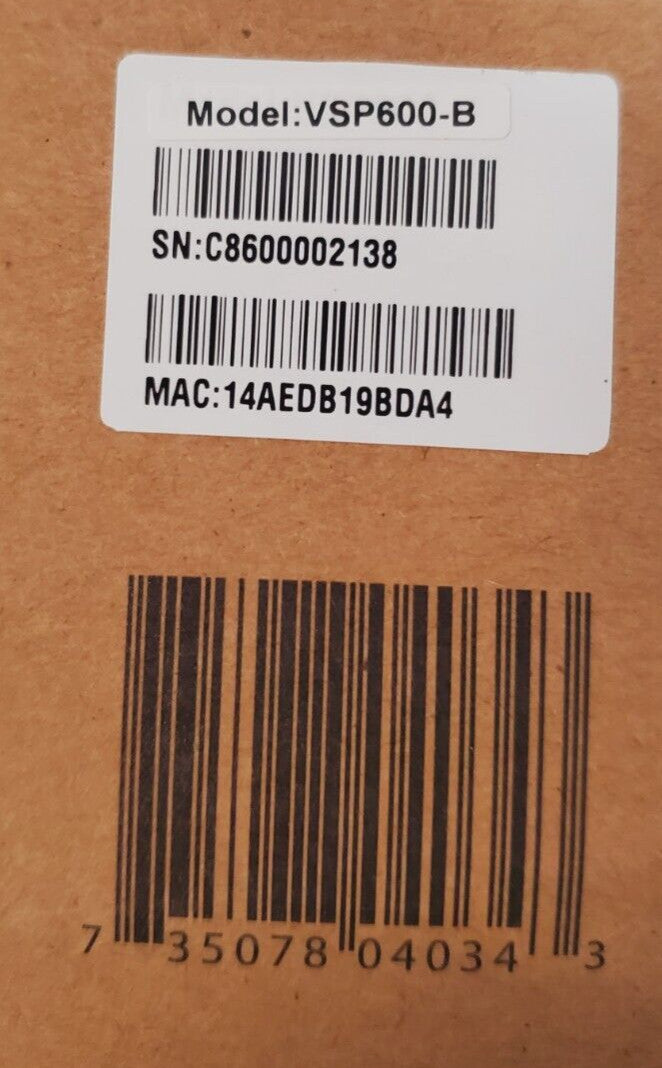 Model:VSP600-B
SN:C8600002138
MAC:14AEDB19BDA4
7 35078 04034 3